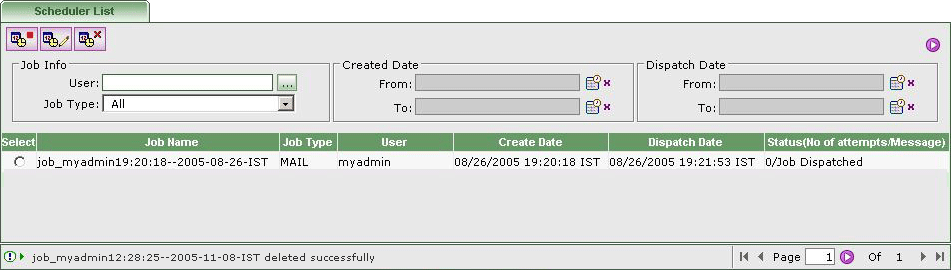 Scheduler List
Job Info
User:
...
Job Type: All
Created Date
From:
To:
Dispatch Date
From:
To:
Select Job Name Job Type User Create Date Dispatch Date Status(No of attempts/Message)
job_myadmin19:20:18--2005-08-26-IST MAIL myadmin 08/26/2005 19:20:18 IST 08/26/2005 19:21:53 IST 0/Job Dispatched
job_myadmin12:28:25--2005-11-08-IST deleted successfully
Page 1 Of 1